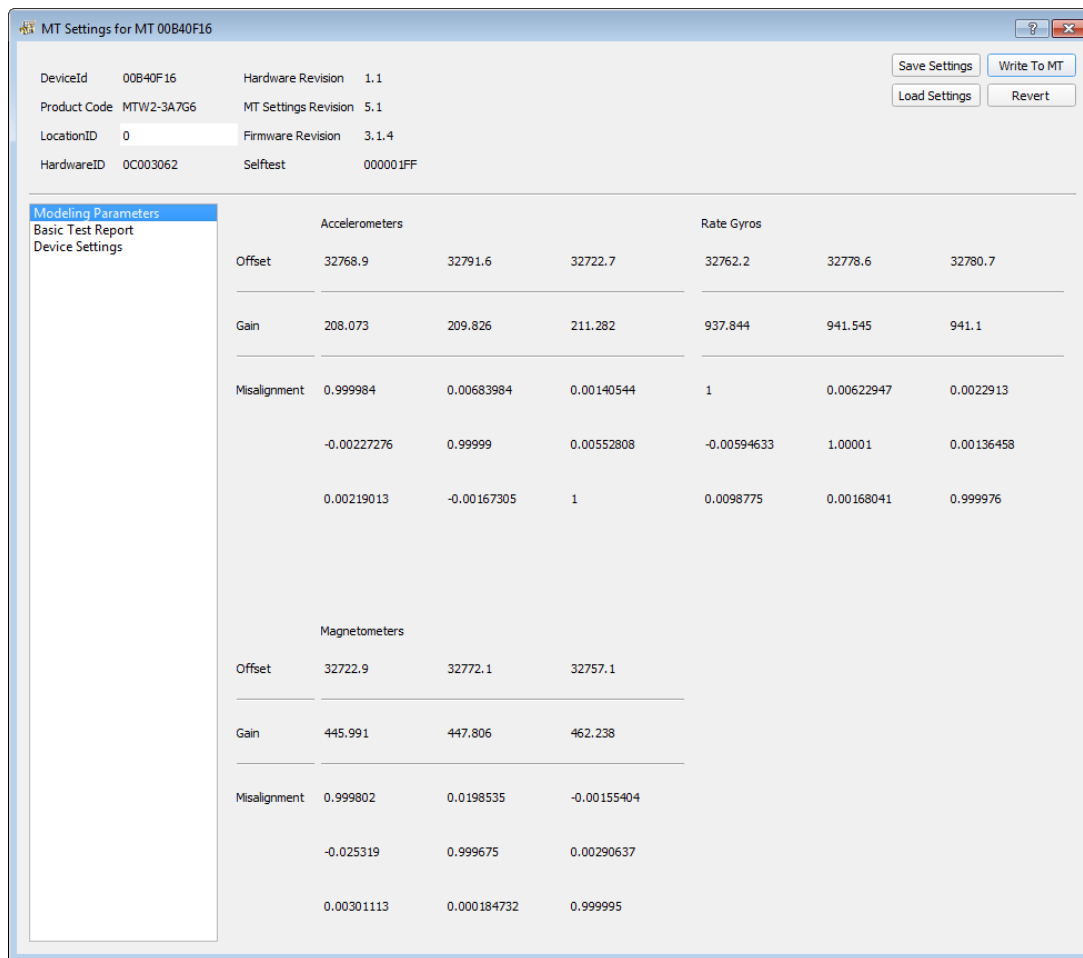 MT Settings for MT 00B40F16
Save Settings Write To MT
DeviceId 00B40F16 Hardware Revision 1.1
Load Settings Revert
Product Code MTW2-3A7G6 MT Settings Revision 5.1
LocationID 0 Firmware Revision 3.1.4
HardwareID 0C003062 Selftest 000001FF
Modeling Parameters
Basic Test Report
Device Settings
Accelerometers Rate Gyros
Offset 32768.9 32791.6 32722.7 32762.2 32778.6 32780.7
Gain 208.073 209.826 211.282 937.844 941.545 941.1
Misalignment 0.999984 0.00683984 0.00140544 1 0.00622947 0.0022913
-0.00227276 0.99999 0.00552808 -0.00594633 1.00001 0.00136458
0.00219013 -0.00167305 1 0.0098775 0.00168041 0.999976
Magnetometers
Offset 32722.9 32772.1 32757.1
Gain 445.991 447.806 462.238
Misalignment 0.999802 0.0198535 -0.00155404
-0.025319 0.999675 0.00290637
0.00301113 0.000184732 0.999995